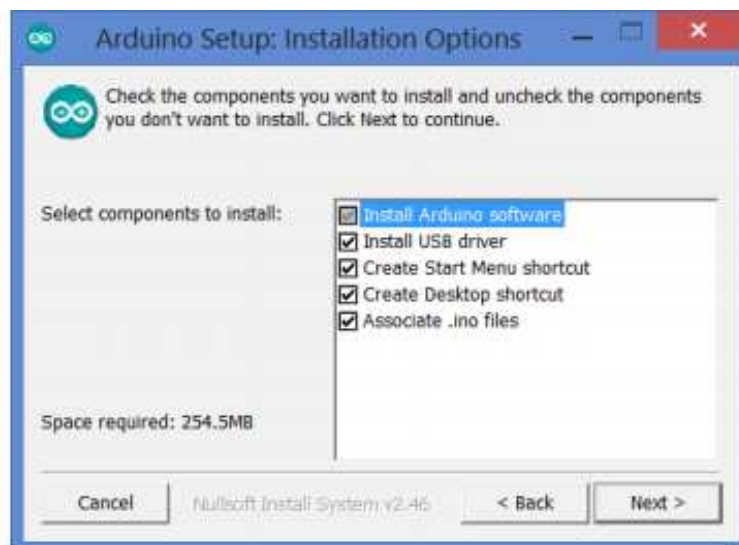 Arduino Setup: Installation Options
Check the components you want to install and uncheck the components
you don't want to install. Click Next to continue.
Select components to install:
Install Arduino software
Install USB driver
Create Start Menu shortcut
Create Desktop shortcut
Associate .ino files
Space required: 254.5MB
Cancel
Nullsoft Install System v2.46
< Back
Next >